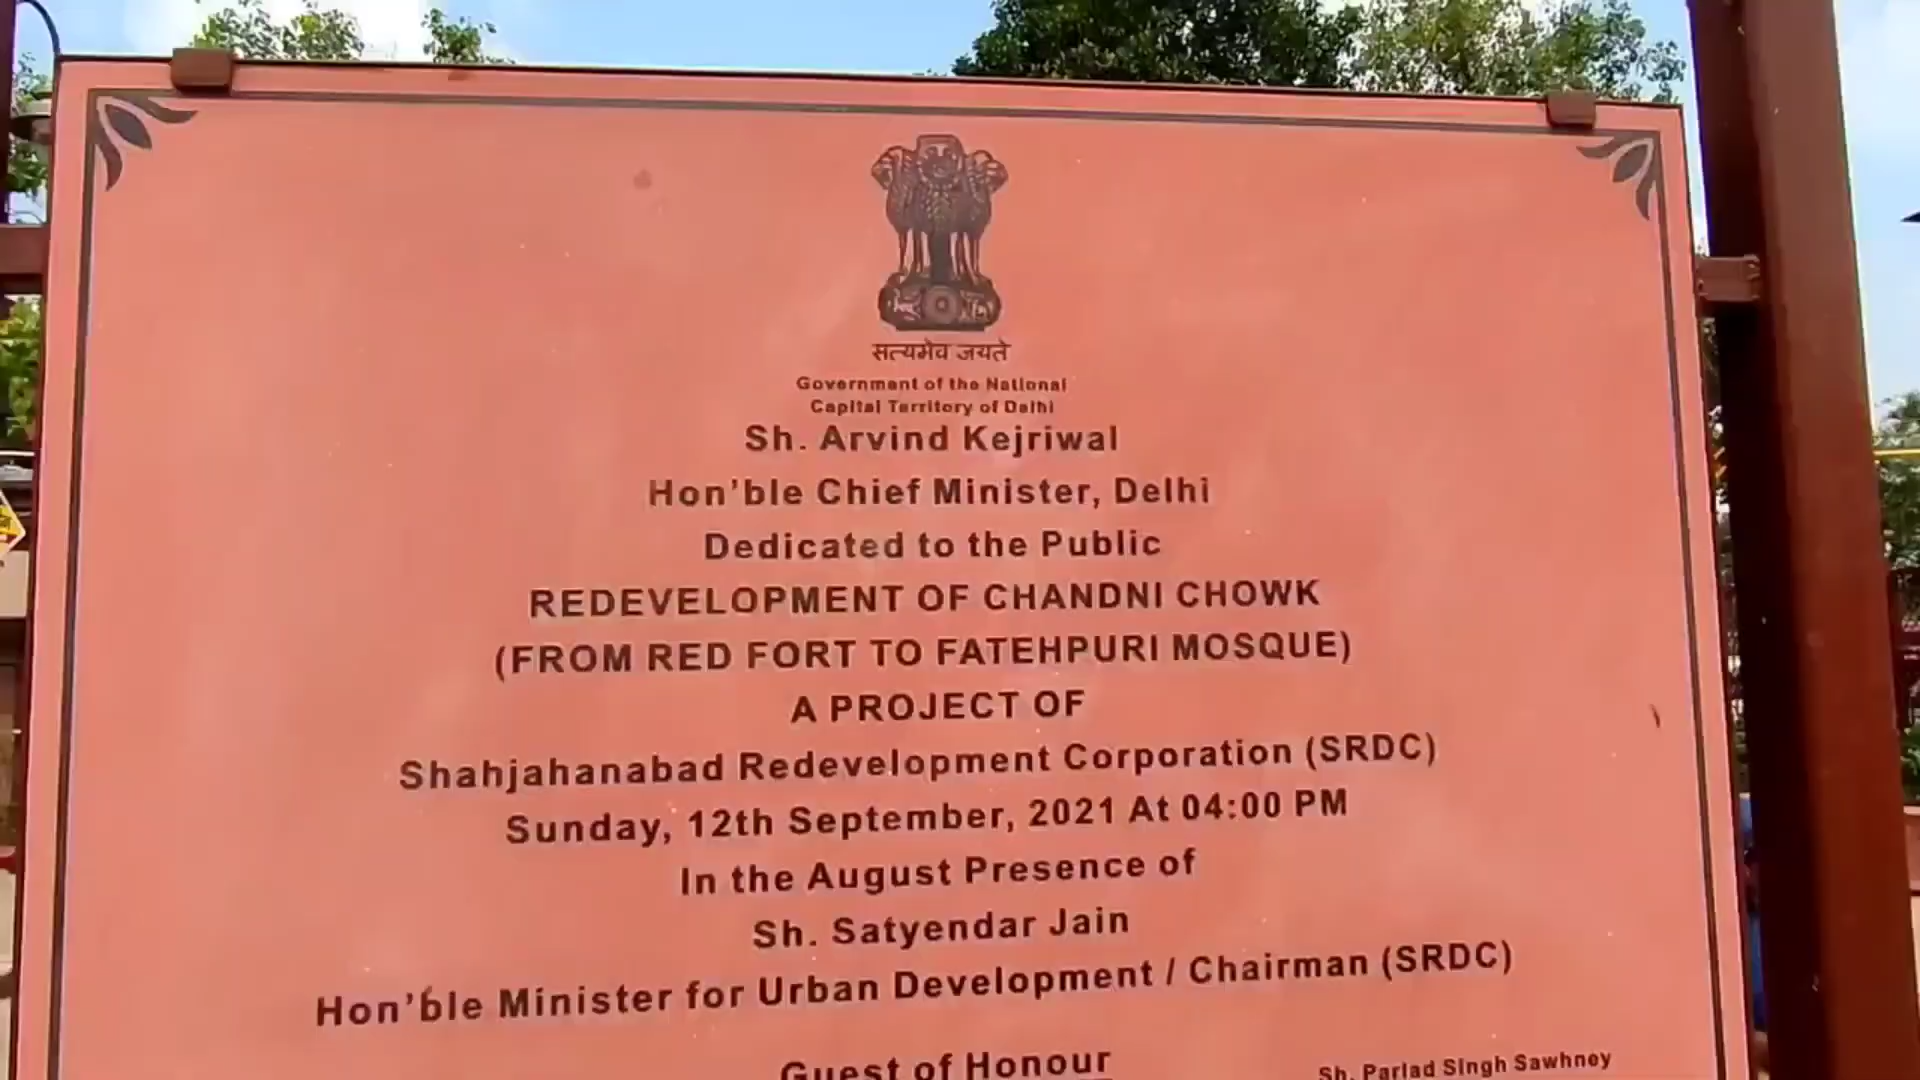 सत्यमेव जयते
Government of the National
Capital Territory of Delhi
Sh. Arvind Kejriwal
Hon'ble Chief Minister, Delhi
Dedicated to the Public
REDEVELOPMENT OF CHANDNI CHOWK
(FROM RED FORT TO FATEHPURI MOSQUE)
A PROJECT OF
Shahjahanabad Redevelopment Corporation (SRDC)
Sunday, 12th September, 2021 At 04:00 PM
In the August Presence of
Sh. Satyendar Jain
Hon'ble Minister for Urban Development / Chairman (SRDC)
Guest of Honour
Sh. Parlad Singh Sawhney